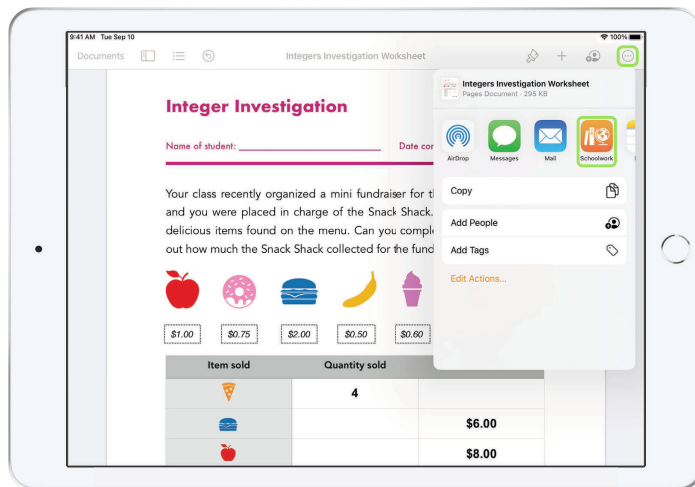 9:41 AM Tue Sep 10
100%
Documents
Integers Investigation Worksheet
Integers Investigation Worksheet
Pages Document · 295 KB
AirDrop
Messages
Mail
Schoolwork
Copy
Add People
Add Tags
Edit Actions...
Integer Investigation
Name of student:
Date
Your class recently organized a mini fundraiser for
and you were placed in charge of the Snack Shack.
delicious items found on the menu. Can you
out how much the Snack Shack collected for the
$1.00 $0.75 $2.00 $0.50 $0.60
Item sold Quantity sold
4
$6.00
$8.00